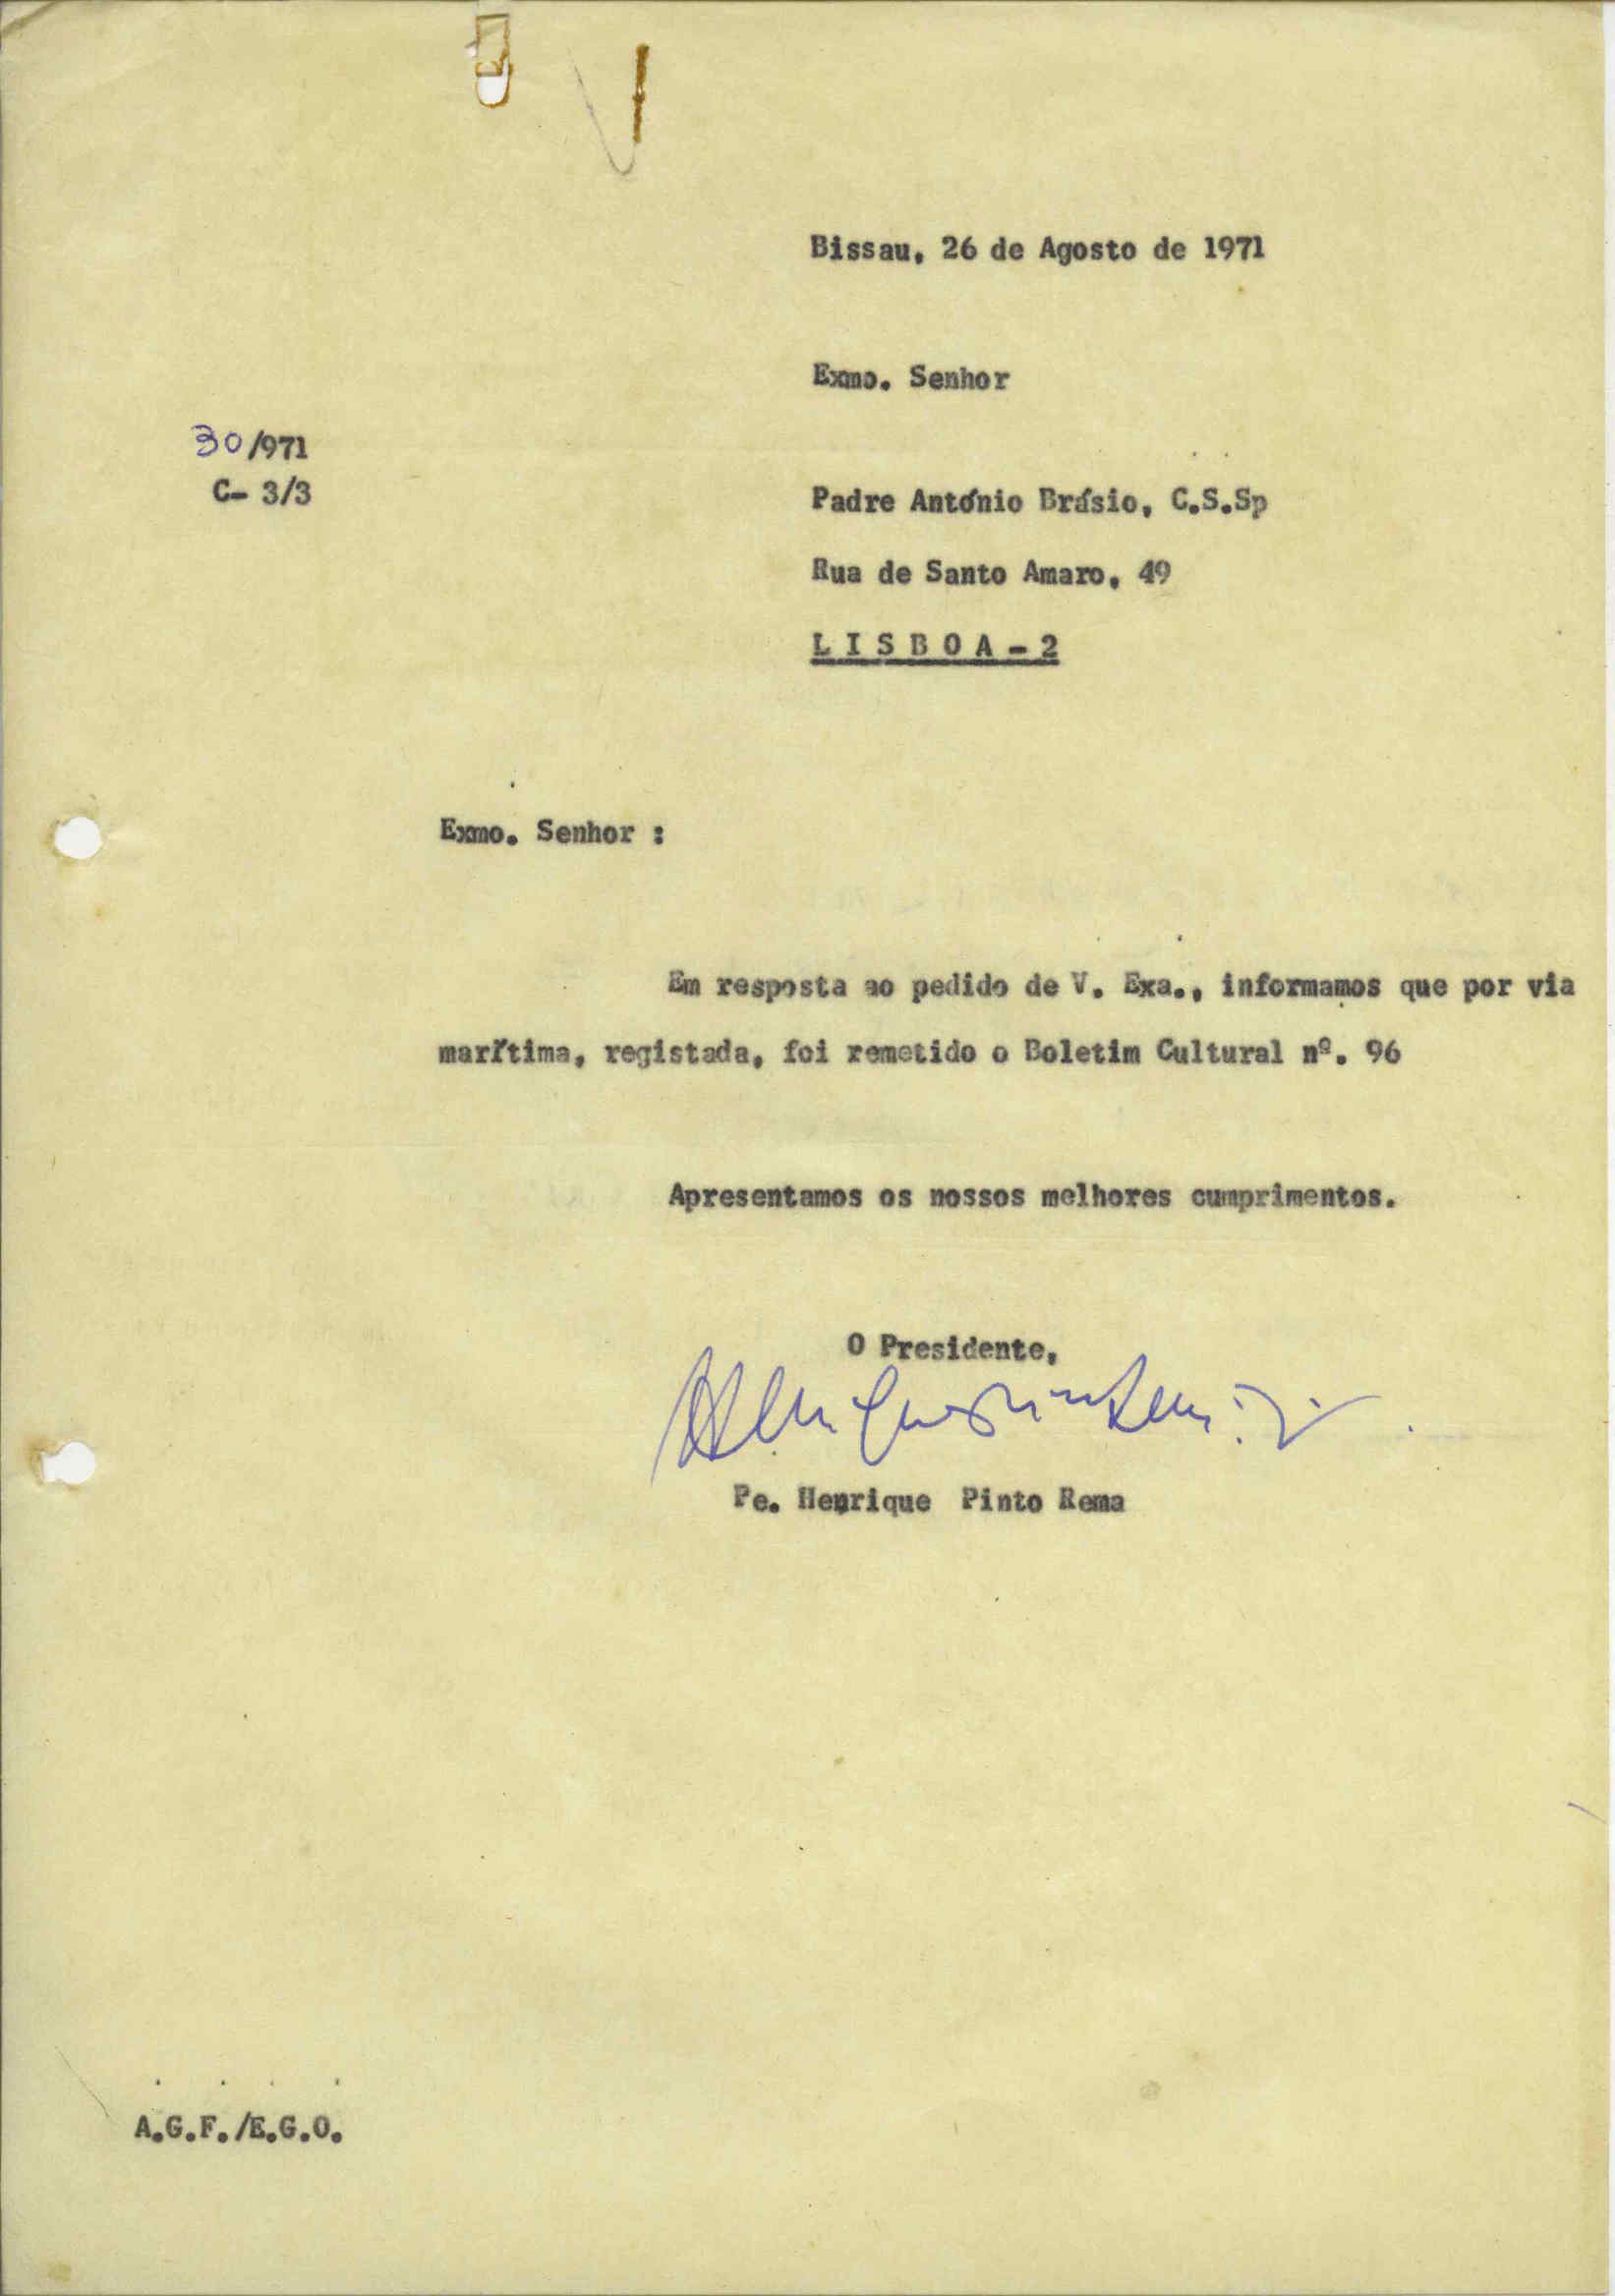 Bissau, 26 de Agosto de 1971
Exmo. Senhor
30/971
C- 3/3
Padre António Brásio, C.S.Sp
Rua de Santo Amaro, 49
L I S B O A - 2
Exmo. Senhor :
Em resposta ao pedido de V. Exa., informamos que por via
marítima, registada, foi remetido o Boletim Cultural nº. 96
Apresentamos os nossos melhores cumprimentos.
O Presidente,
Pe. Henrique Pinto Rema
A.G.F./E.G.O.